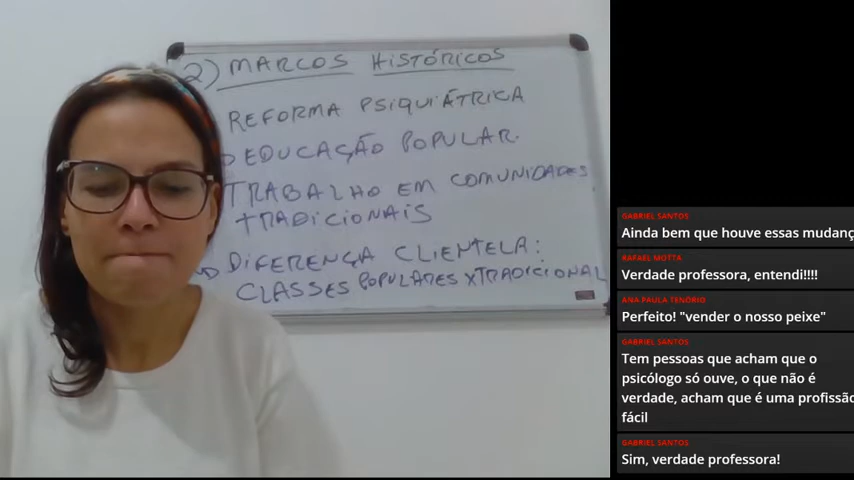 2) MARCOS HISTÓRICOS
REFORMA PSIQUIÁTRICA
EDUCAÇÃO POPULAR.
TRABALHO EM COMUNIDADES
TRADICIONAIS
DIFERENÇA CLIENTELA:
CLASSES POPULARES X TRADICIONAL
GABRIEL SANTOS
Ainda bem que houve essas mudanç
RAFAEL MOTTA
Verdade professora, entendi!!!!
ANA PAULA TENORIO
Perfeito! "vender o nosso peixe"
GABRIEL SANTOS
Tem pessoas que acham que o
psicólogo só ouve, o que não é
verdade, acham que é uma profissão
fácil
GABRIEL SANTOS
Sim, verdade professora!